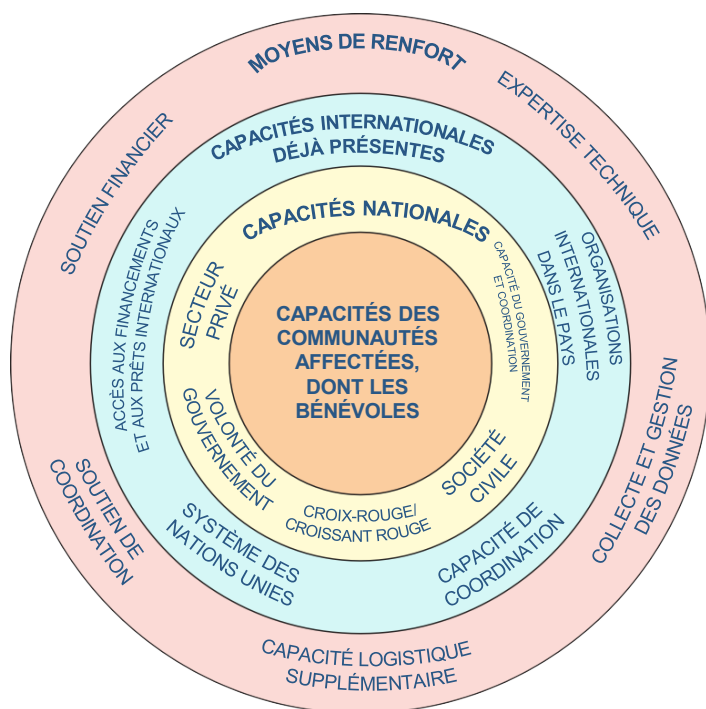 MOYENS DE RENFORT
EXPERTISE TECHNIQUE
COLLECTE ET GESTION
DES DONNÉES
CAPACITÉ LOGISTIQUE
SUPPLÉMENTAIRE
SOUTIEN DE
COORDINATION
SOUTIEN FINANCIER
CAPACITÉS INTERNATIONALES
DÉJÀ PRÉSENTES
ORGANISATIONS
INTERNATIONALES
DANS LE PAYS
CAPACITÉ DE
COORDINATION
SYSTÈME DES
NATIONS UNIES
ACCÈS AUX FINANCEMENTS
ET AUX PRÊTS INTERNATIONAUX
CAPACITÉS NATIONALES
CAPACITÉ DU GOUVERNEMENT
ET COORDINATION
SOCIÉTÉ
CIVILE
CROIX-ROUGE/
CROISSANT ROUGE
VOLONTÉ DU
GOUVERNEMENT
SECTEUR
PRIVÉ
CAPACITÉS DES
COMMUNAUTÉS
AFFECTÉES,
DONT LES
BÉNÉVOLES